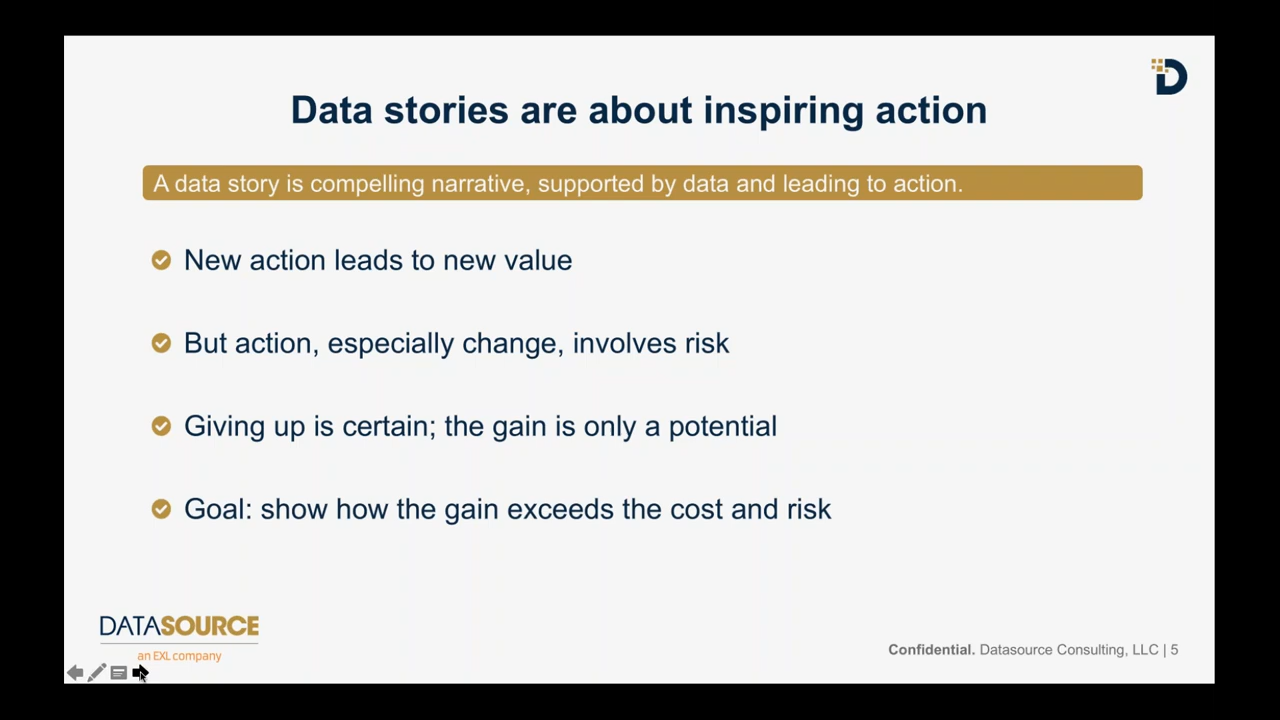 Data stories are about inspiring action
A data story is compelling narrative, supported by data and leading to action.
New action leads to new value
But action, especially change, involves risk
Giving up is certain; the gain is only a potential
Goal: show how the gain exceeds the cost and risk
DATASOURCE
an EXL company
Confidential. Datasource Consulting, LLC | 5